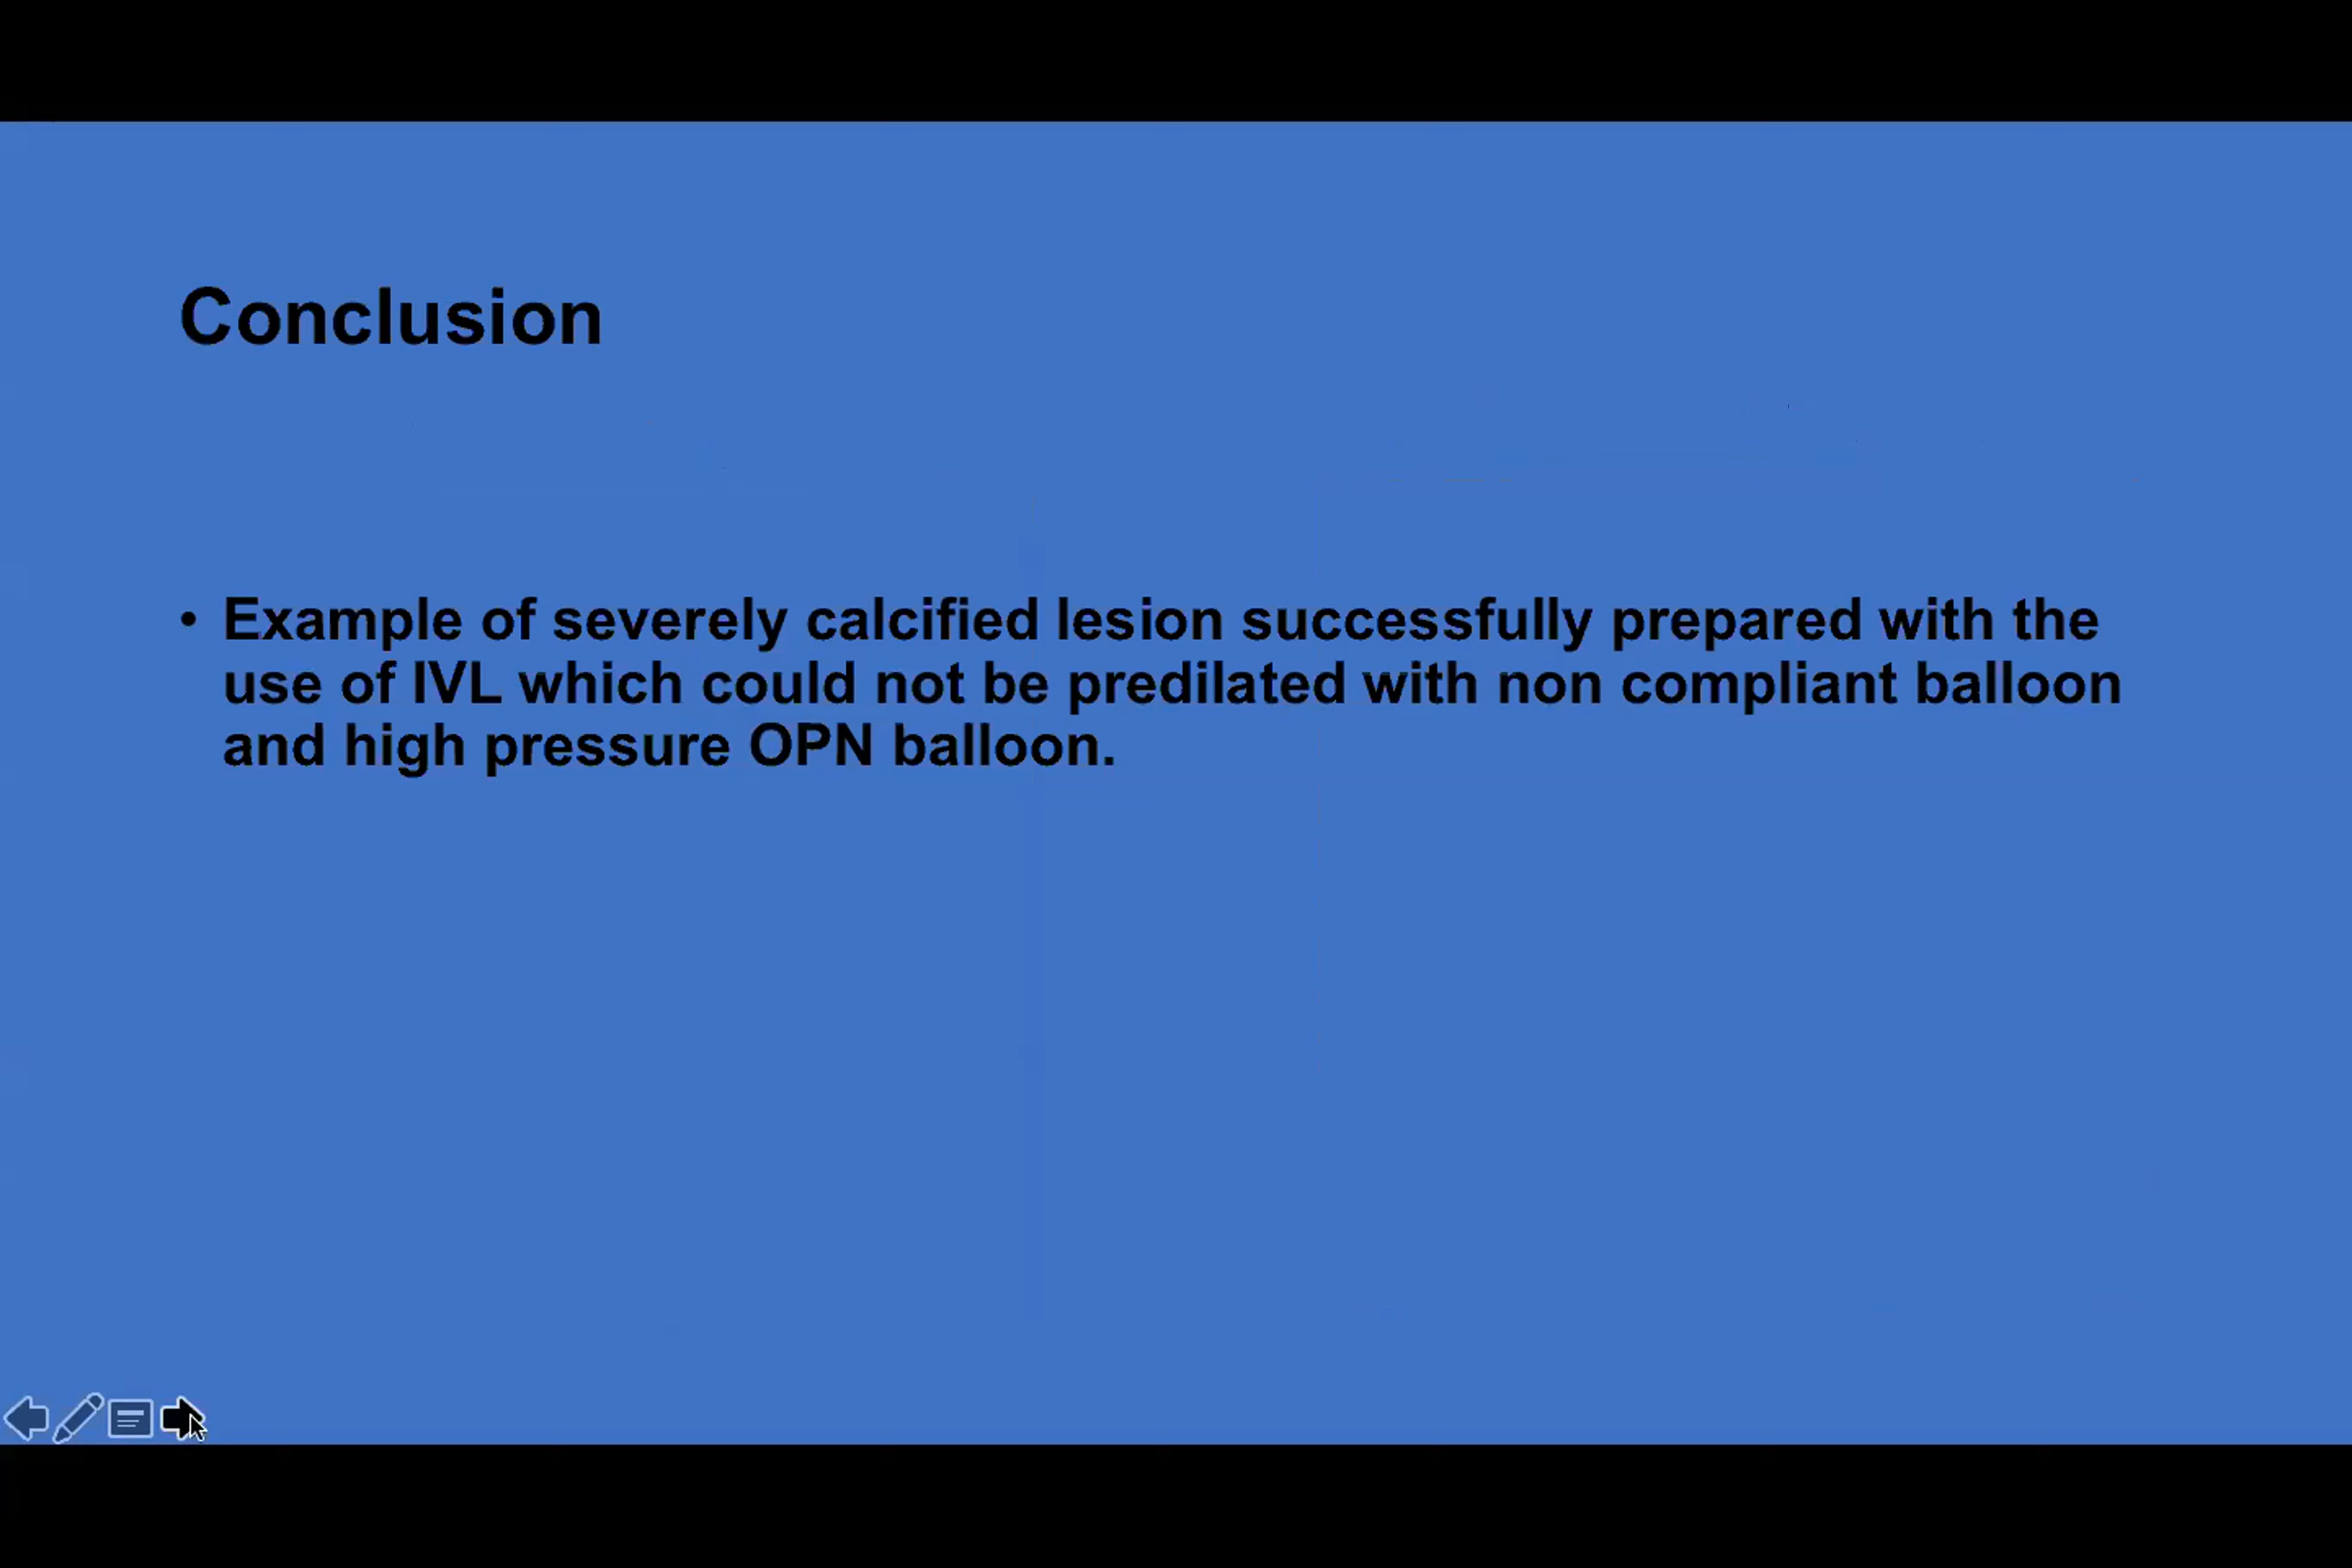 Conclusion
• Example of severely calcified lesion successfully prepared with the
use of IVL which could not be predilated with non compliant balloon
and high pressure OPN balloon.